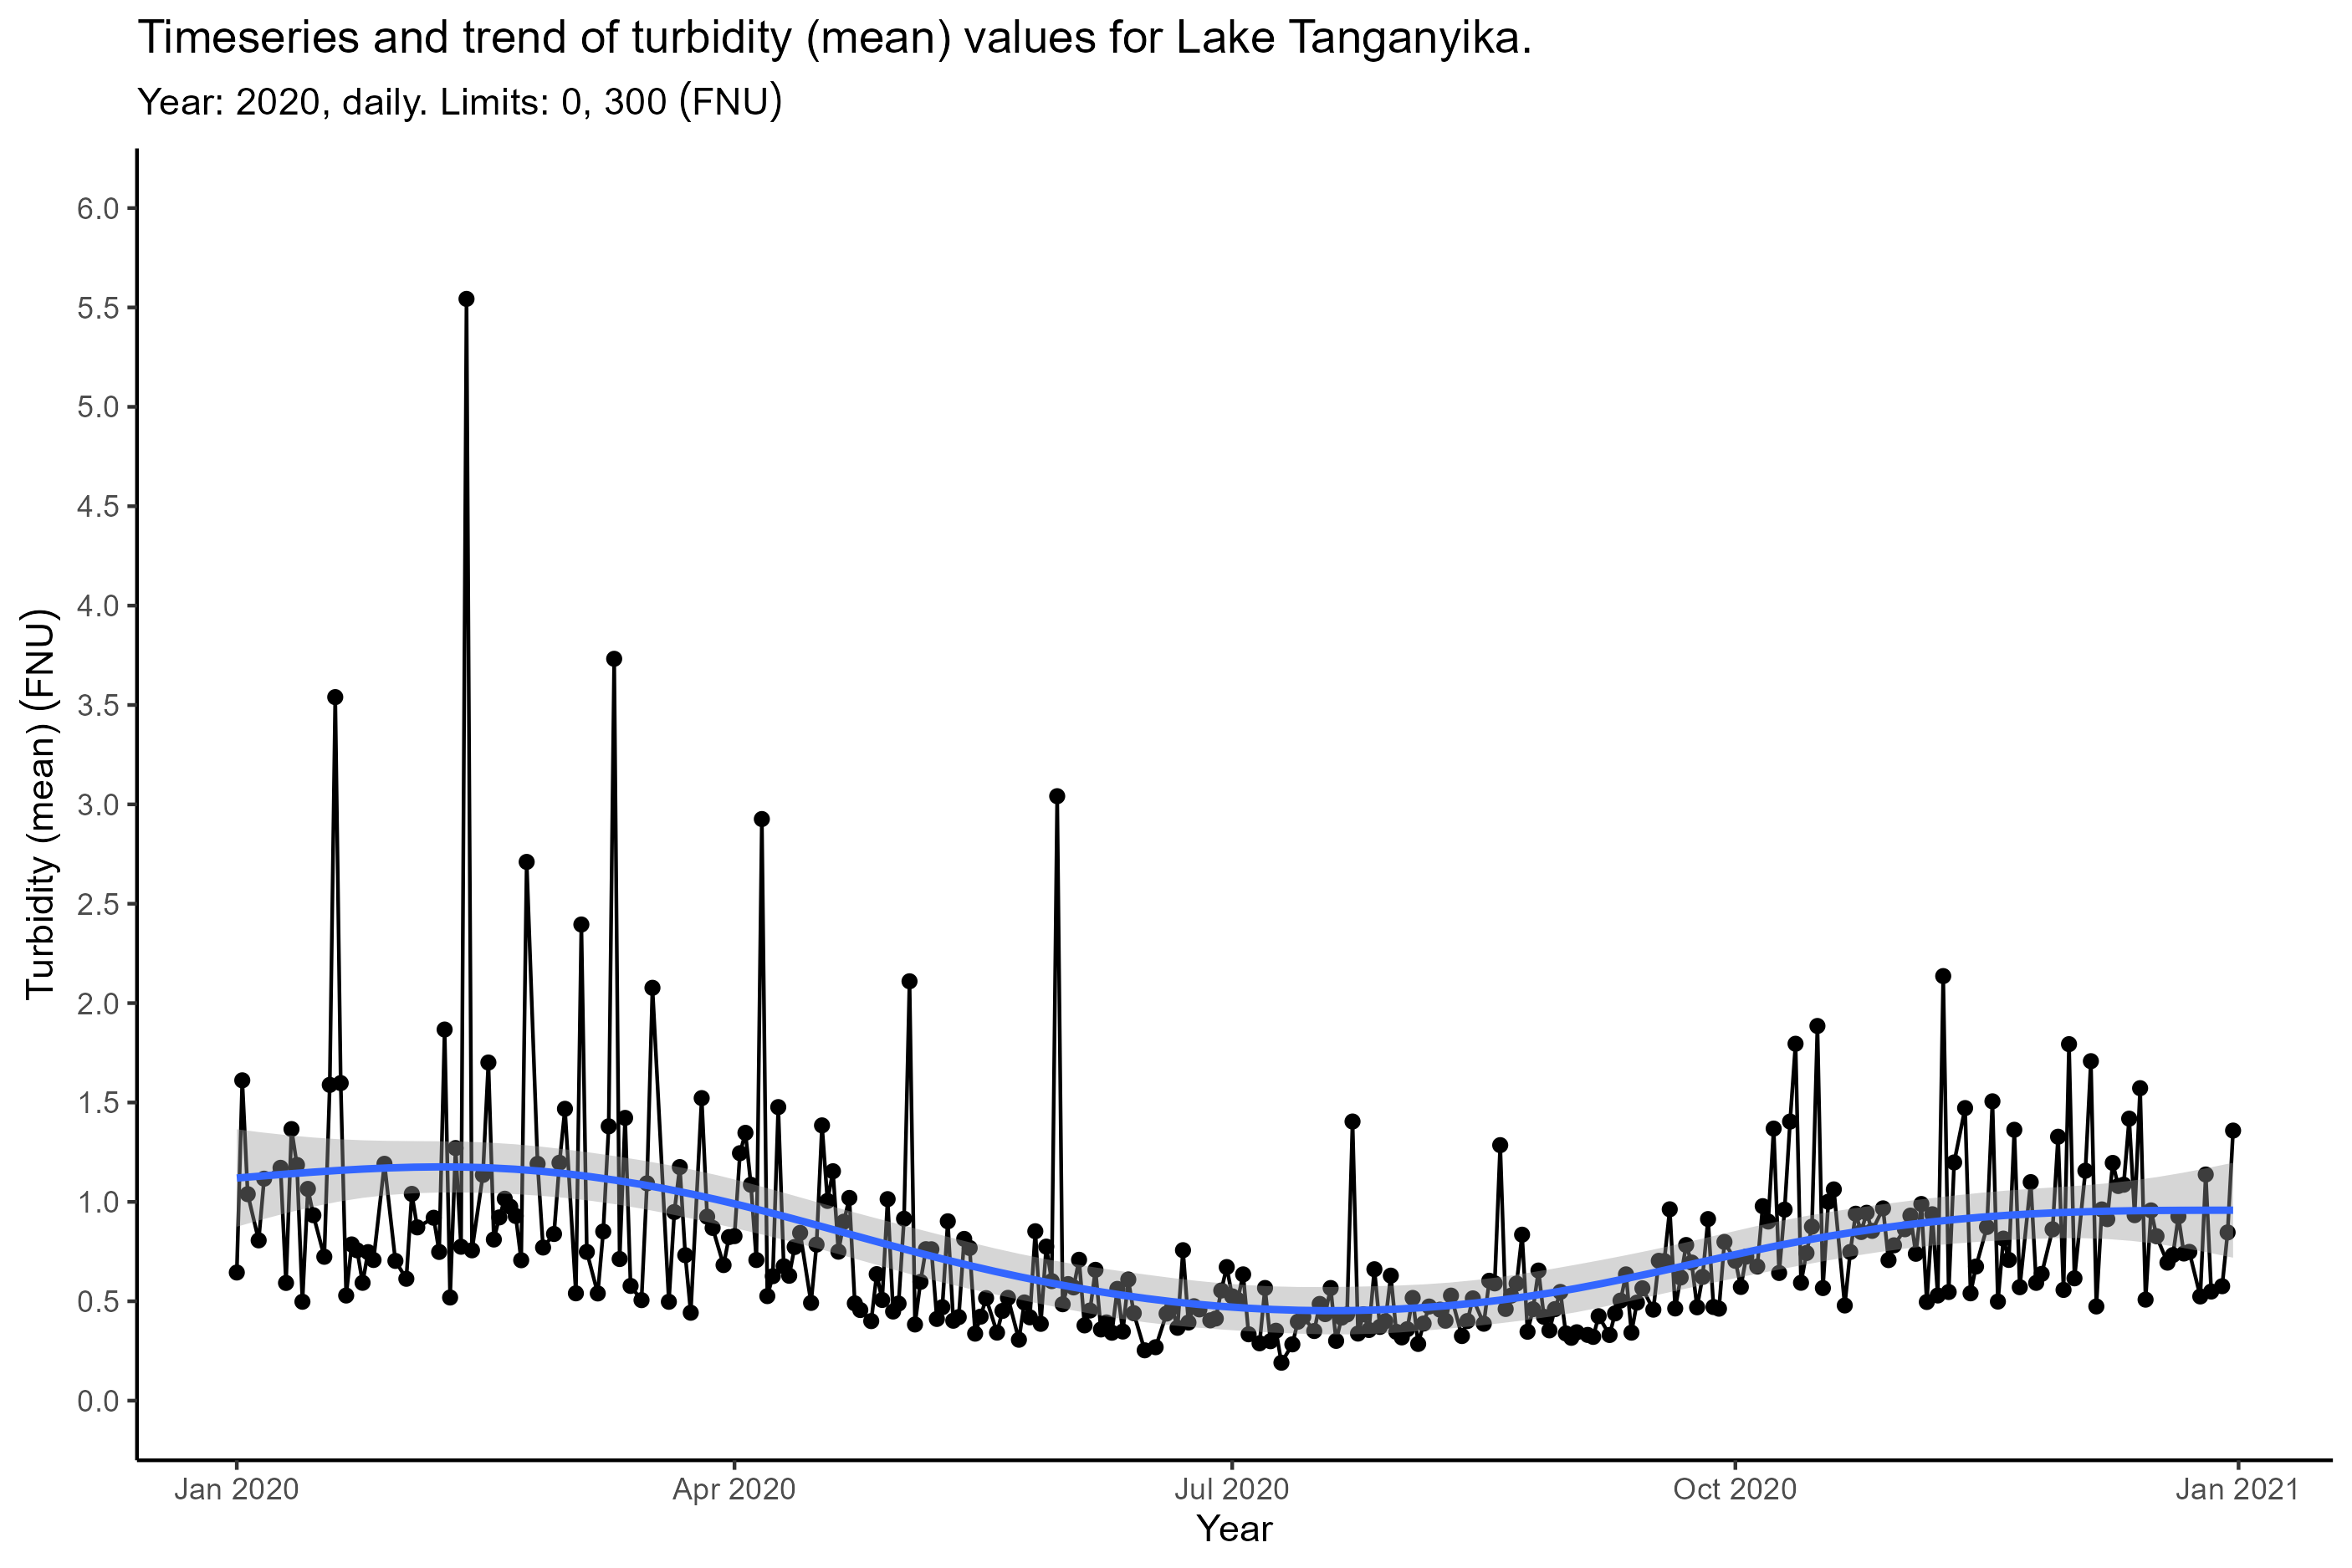 Timeseries and trend of turbidity (mean) values for Lake Tanganyika.
Year: 2020, daily. Limits: 0, 300 (FNU)
Turbidity (mean) (FNU)
6.0
5.5
5.0
4.5
4.0
3.5
3.0
2.5
2.0
1.5
1.0
0.5
0.0
Jan 2020 Apr 2020 Jul 2020 Oct 2020 Jan 2021
Year